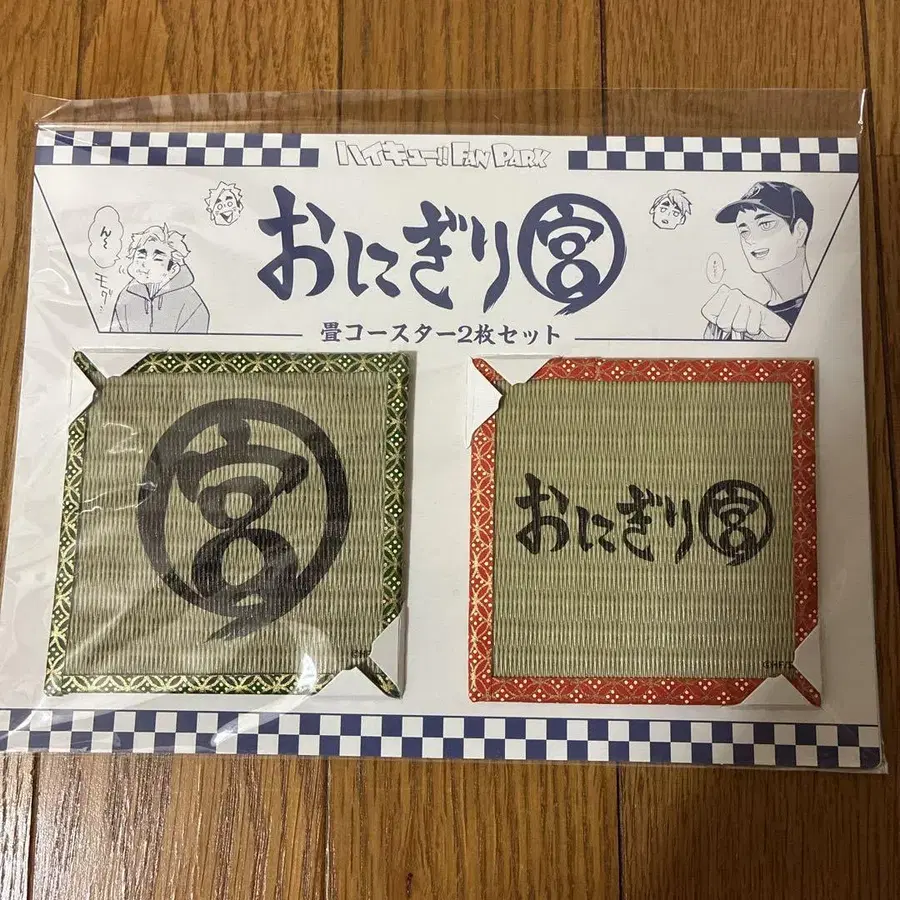 ハイキュー!! FAN PARK
おにぎり宮
ん〜
モグ
畳コースター2枚セット
宮
おにぎり宮
©HF/S